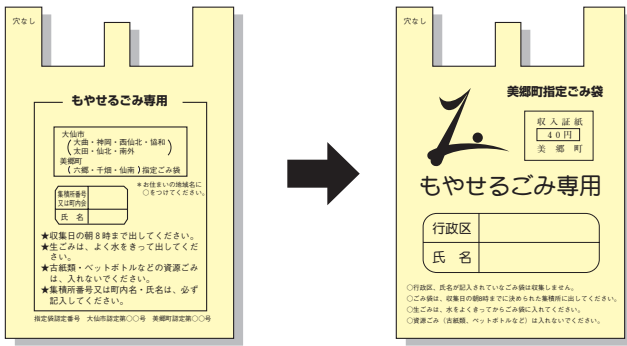 穴なし
もやせるごみ専用
大仙市
(大曲・神岡・西仙北・協和
太田・仙北・南外)
美郷町
(六郷・千畑・仙南)指定ごみ袋
*お住まいの地域名に
○をつけてください。
集積所番号
又は町内会
氏 名
★収集日の朝8時まで出してください。
★生ごみは、よく水をきって出してくだ
さい。
★古紙類・ペットボトルなどの資源ごみ
は、入れないでください。
★集積所番号又は町内名・氏名は、必ず
記入してください。
指定袋認定番号 大仙市認定第○○号 美郷町認定第○○号
穴なし
美郷町指定ごみ袋
収入証紙
40円
美郷町
もやせるごみ専用
行政区
氏 名
○行政区、氏名が記入されていなごみ袋は収集しません。
○ごみ袋は、収集日の朝8時までに決められた集積所に出してください。
○生ごみは、水をよくきってからごみ袋に入れてください。
○資源ごみ(古紙類、ペットボトルなど)は入れないでください。